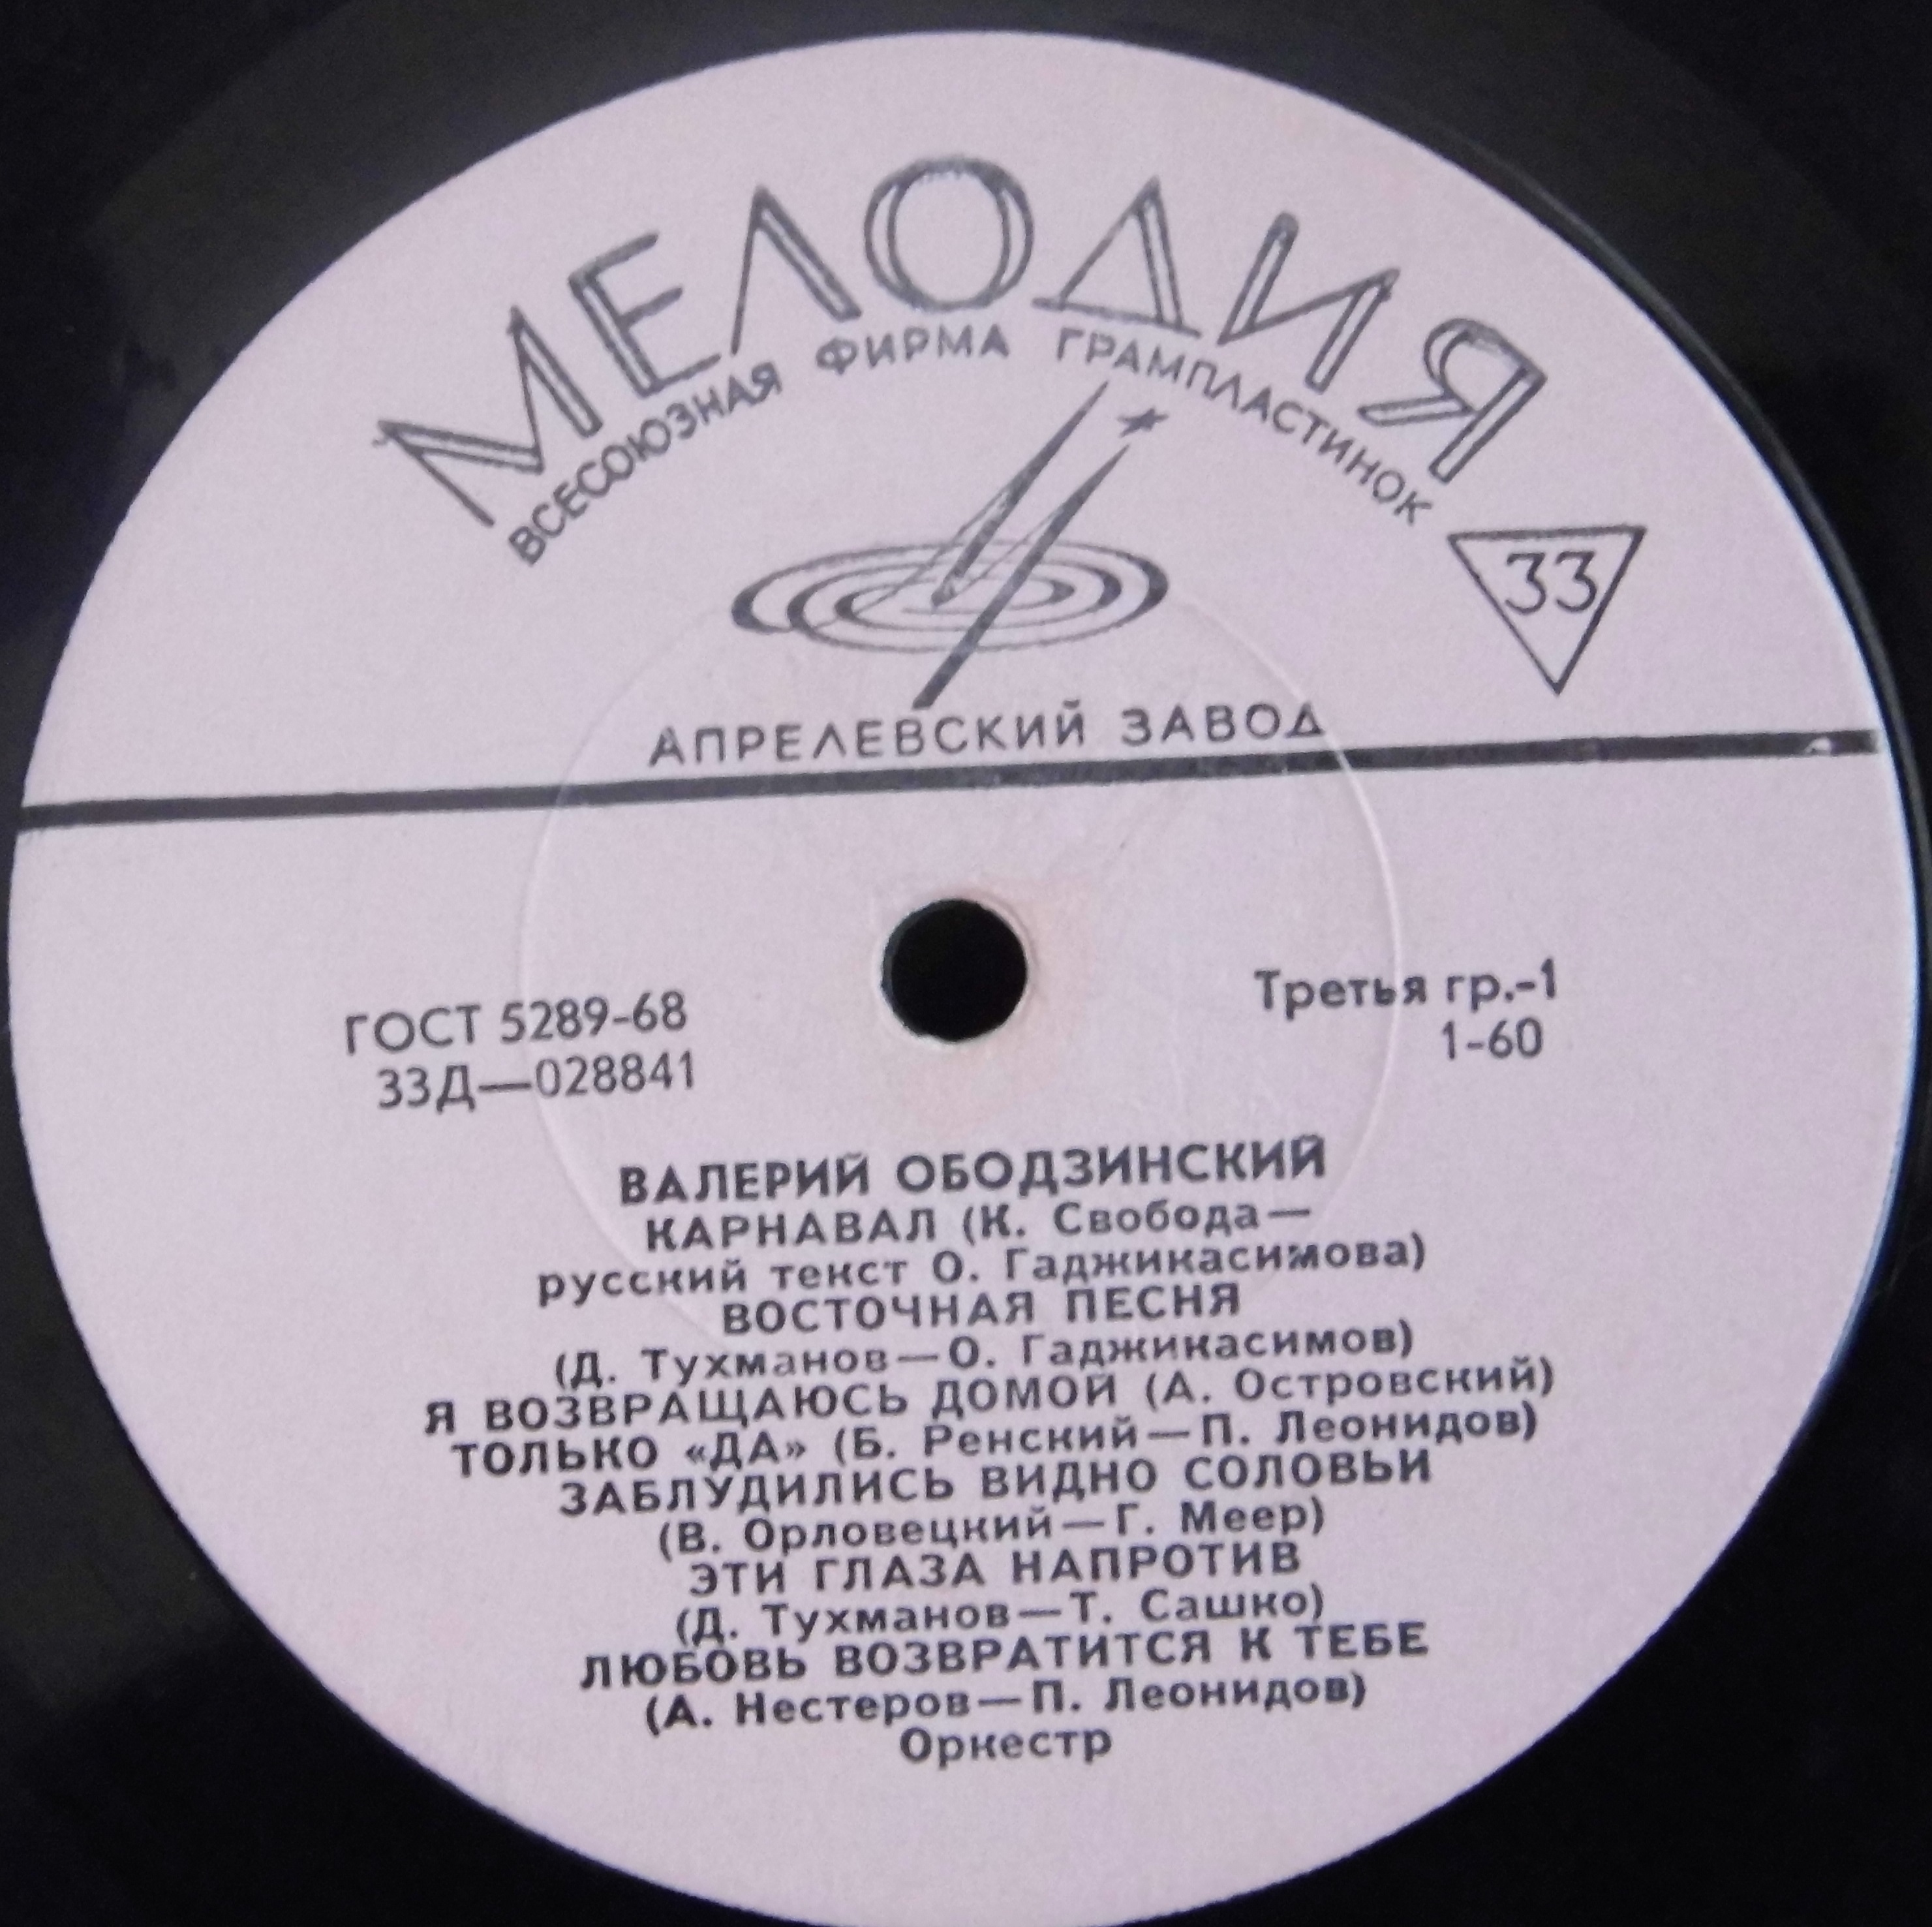 МЕЛОДИЯ
ВСЕСОЮЗНАЯ ФИРМА ГРАМПЛАСТИНОК
33
АПРЕЛЕВСКИЙ ЗАВОД
ГОСТ 5289-68
33Д—028841
Третья гр.-1
1-60
ВАЛЕРИЙ ОБОДЗИНСКИЙ
КАРНАВАЛ (К. Свобода—
русский текст О. Гаджикасимова)
ВОСТОЧНАЯ ПЕСНЯ
(Д. Тухманов—О. Гаджикасимов)
Я ВОЗВРАЩАЮСЬ ДОМОЙ (А. Островский)
ТОЛЬКО «ДА» (Б. Ренский—П. Леонидов)
ЗАБЛУДИЛИСЬ ВИДНО СОЛОВЬИ
(В. Орловецкий—Г. Меер)
ЭТИ ГЛАЗА НАПРОТИВ
(Д. Тухманов—Т. Сашко)
ЛЮБОВЬ ВОЗВРАТИТСЯ К ТЕБЕ
(А. Нестеров—П. Леонидов)
Оркестр